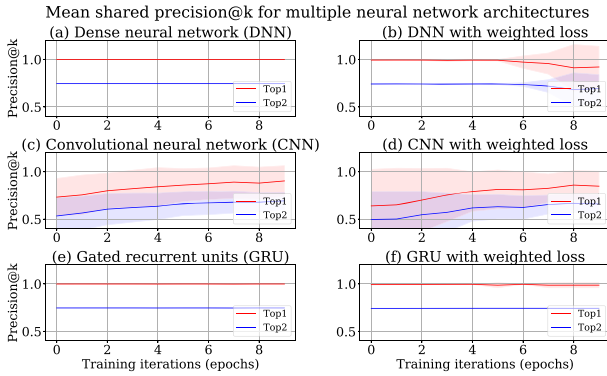 Mean shared precision@k for multiple neural network architectures
(a) Dense neural network (DNN)
Precision@k
1.0
0.5
Top1
Top2
0 2 4 6 8
(b) DNN with weighted loss
1.0
0.5
Top1
Top2
0 2 4 6 8
(c) Convolutional neural network (CNN)
Precision@k
1.0
0.5
Top1
Top2
0 2 4 6 8
(d) CNN with weighted loss
1.0
0.5
Top1
Top2
0 2 4 6 8
(e) Gated recurrent units (GRU)
Precision@k
1.0
0.5
Top1
Top2
0 2 4 6 8
Training iterations (epochs)
(f) GRU with weighted loss
1.0
0.5
Top1
Top2
0 2 4 6 8
Training iterations (epochs)